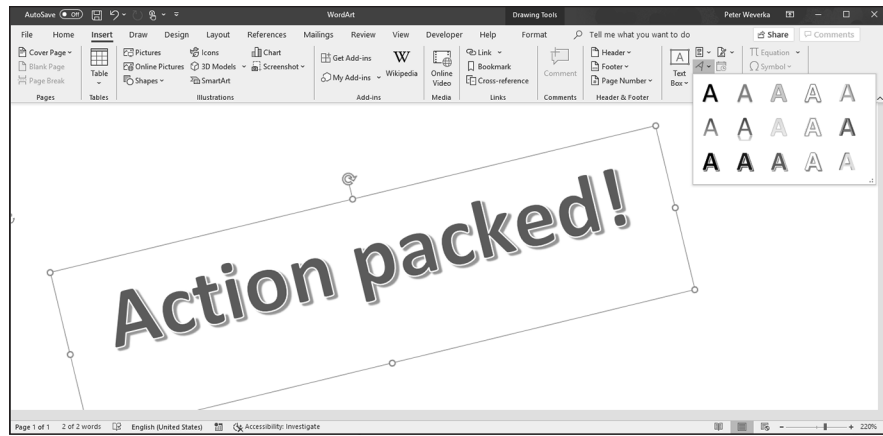 AutoSave Off WordArt Drawing Tools Peter Weverka
File Home Insert Draw Design Layout References Mailings Review View Developer Help Format Tell me what you want to do Share Comments
Cover Page Pictures Icons Chart Get Add-ins Link Header Equation
Blank Page Online Pictures 3D Models Screenshot My Add-ins Wikipedia Bookmark Footer Symbol
Page Break Table Shapes SmartArt Online Video Cross-reference Comment Page Number Text Box
Pages Tables Illustrations Add-ins Media Links Comments Header & Footer
A A A A A
A A A A A
A A A A A
Action packed!
Page 1 of 1 2 of 2 words English (United States) Accessibility: Investigate 220%